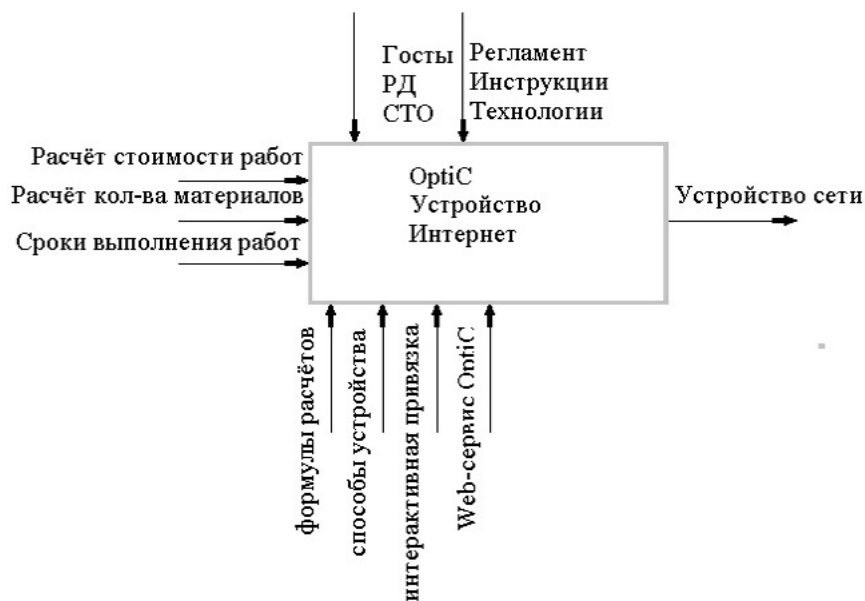 Госты
РД
СТО
Регламент
Инструкции
Технологии
Расчёт стоимости работ
Расчёт кол-ва материалов
Сроки выполнения работ
OptiC
Устройство
Интернет
Устройство сети
формулы расчётов
способы устройства
интерактивная привязка
Web-сервис OptiC